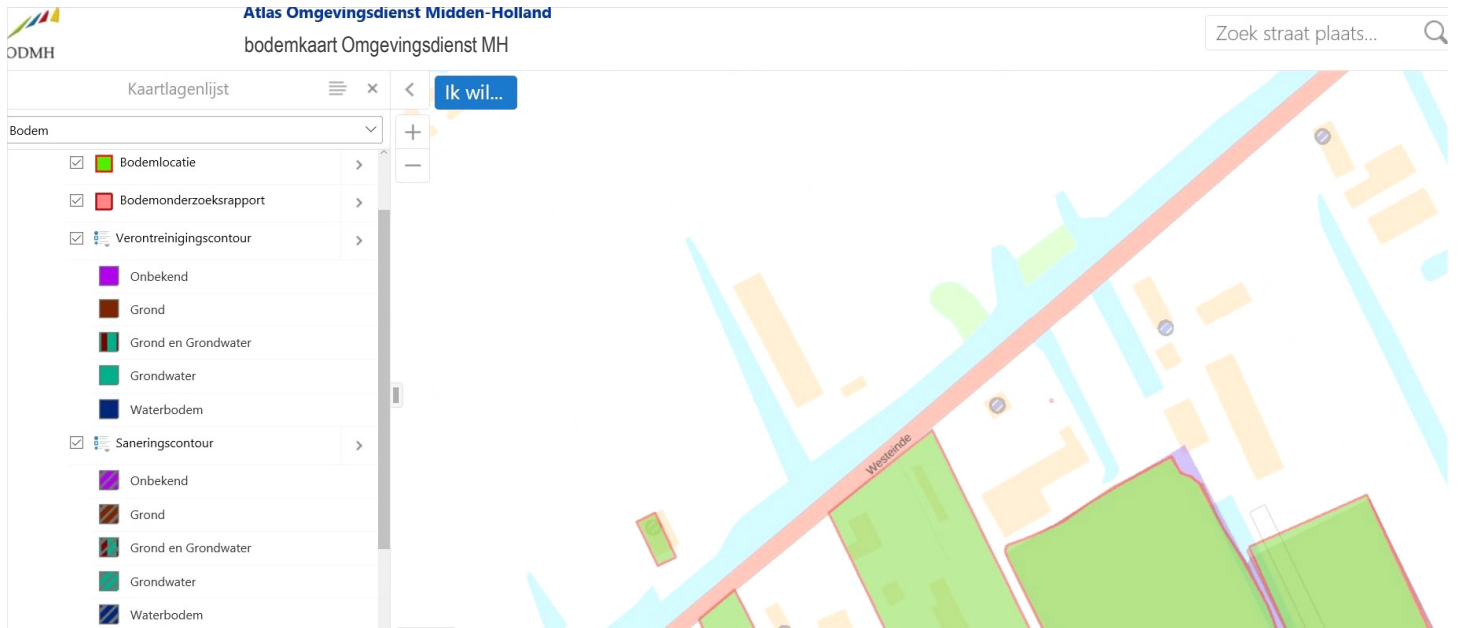 Atlas Omgevingsdienst Midden-Holland
ODMH
bodemkaart Omgevingsdienst MH
Zoek straat plaats...
Kaartlagenlijst
Ik wil...
Bodem
Bodemlocatie
Bodemonderzoeksrapport
Verontreinigingscontour
Onbekend
Grond
Grond en Grondwater
Grondwater
Waterbodem
Saneringscontour
Onbekend
Grond
Grond en Grondwater
Grondwater
Waterbodem
Westeinde